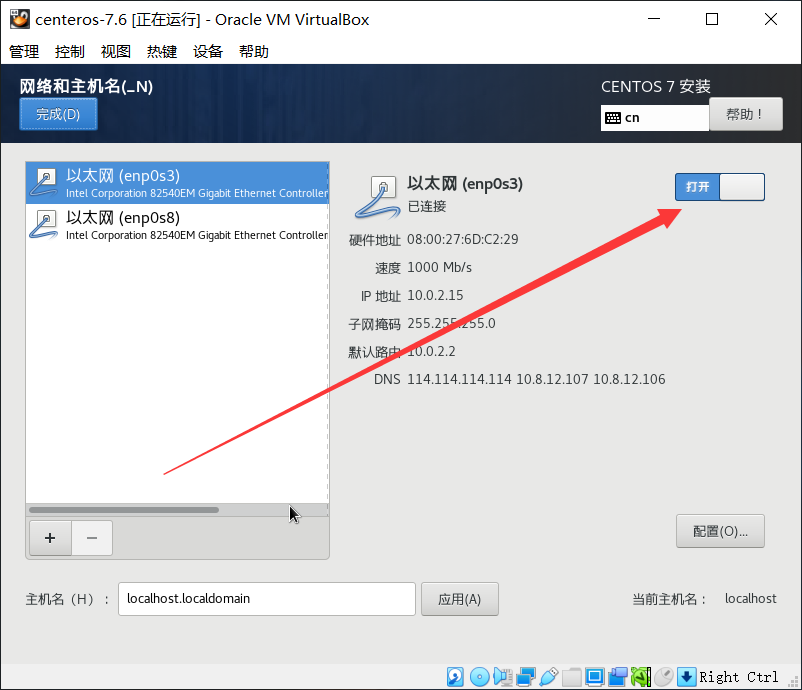 centeros-7.6 [正在运行] - Oracle VM VirtualBox
管理 控制 视图 热键 设备 帮助
网络和主机名(_N)
CENTOS 7 安装
完成(D)
cn
帮助！
以太网 (enp0s3)
Intel Corporation 82540EM Gigabit Ethernet Controller
以太网 (enp0s8)
Intel Corporation 82540EM Gigabit Ethernet Controller
以太网 (enp0s3)
已连接
打开
硬件地址 08:00:27:6D:C2:29
速度 1000 Mb/s
IP 地址 10.0.2.15
子网掩码 255.255.255.0
默认路由 10.0.2.2
DNS 114.114.114.114 10.8.12.107 10.8.12.106
+ −
配置(O)...
主机名（H）： localhost.localdomain 应用(A) 当前主机名： localhost
Right Ctrl